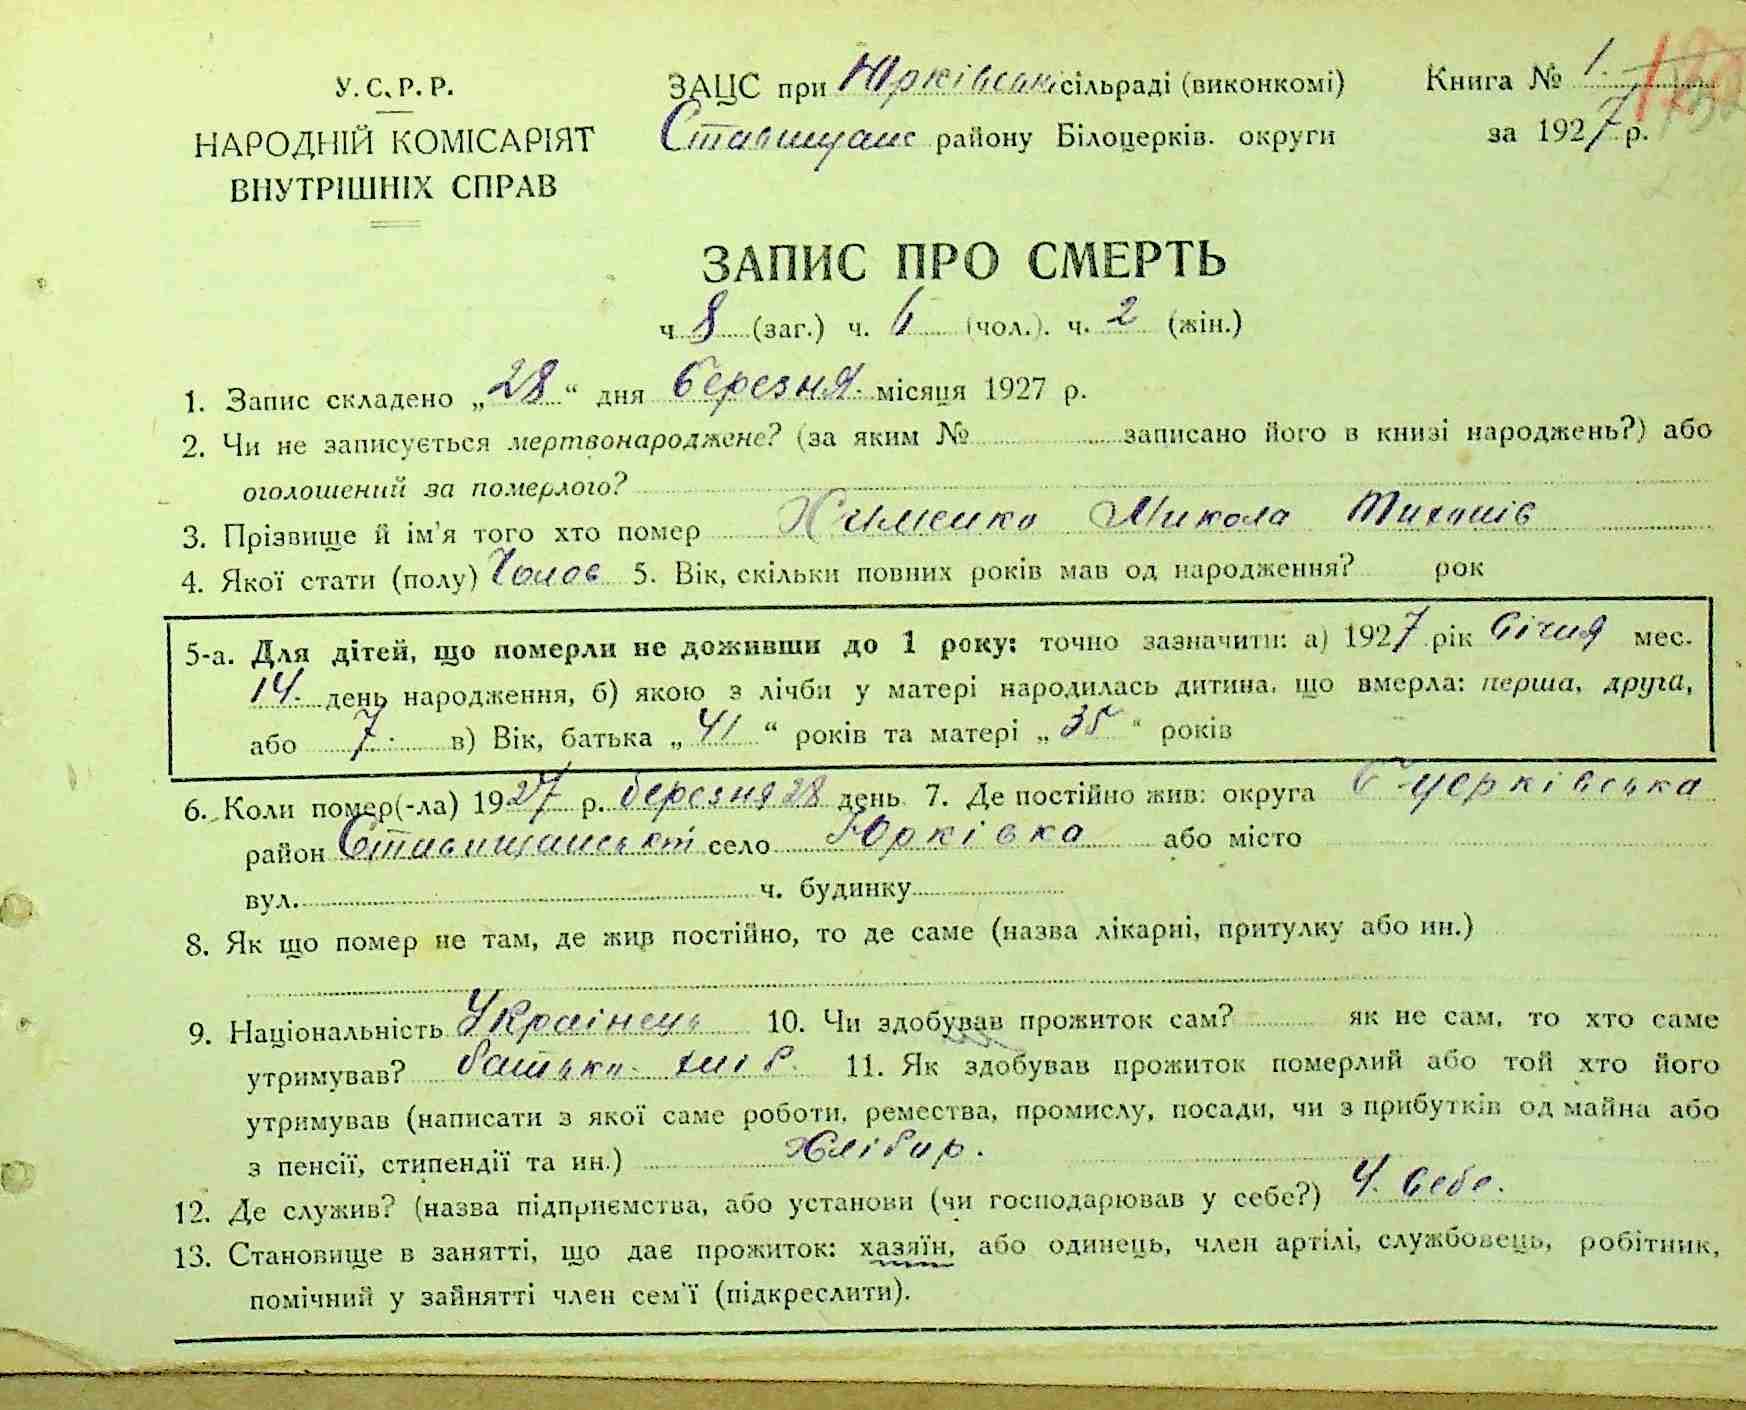 У. С. Р. Р.
НАРОДНІЙ КОМІСАРІЯТ
ВНУТРІШНІХ СПРАВ
ЗАЦС при Юрківські сільраді (виконкомі)
Ставищанс району Білоцерків. округи
Книга № 1.
за 1927 р.
ЗАПИС ПРО СМЕРТЬ
ч 8 (заг.) ч. 6 (чол.). ч. 2 (жін.)
1. Запис складено „28“ дня березня місяця 1927 р.
2. Чи не записується мертвонароджене? (за яким № записано його в книзі народжень?) або
оголошений за померлого?
3. Прізвище й ім'я того хто помер Хименко Микола
4. Якої стати (полу) Чолов 5. Вік, скільки повних років мав од народження? рок
5-а. Для дітей, що померли не доживши до 1 року: точно зазначити: а) 1927 рік січня мес.
14. день народження, б) якою з лічби у матері народилась дитина, що вмерла: перша, друга,
або 7. в) Вік, батька „41“ років та матері „35“ років
6. Коли помер(-ла) 1927 р. березня 28 день 7. Де постійно жив: округа Б Церківська
район Ставищанськ село Юрківка або місто
вул. ч. будинку
8. Як що помер не там, де жив постійно, то де саме (назва лікарні, притулку або ин.)
9. Національність Українець 10. Чи здобував прожиток сам? як не сам, то хто саме
утримував? батько 11. Як здобував прожиток померлий або той хто його
утримував (написати з якої саме роботи, ремества, промислу, посади, чи з прибутків од майна або
з пенсії, стипендії та ин.) Хлібор.
12. Де служив? (назва підприємства, або установи (чи господарював у себе?) У себе.
13. Становище в занятті, що дає прожиток: хазяїн, або одинець, член артілі, службовець, робітник,
помічний у зайнятті член сем'ї (підкреслити).